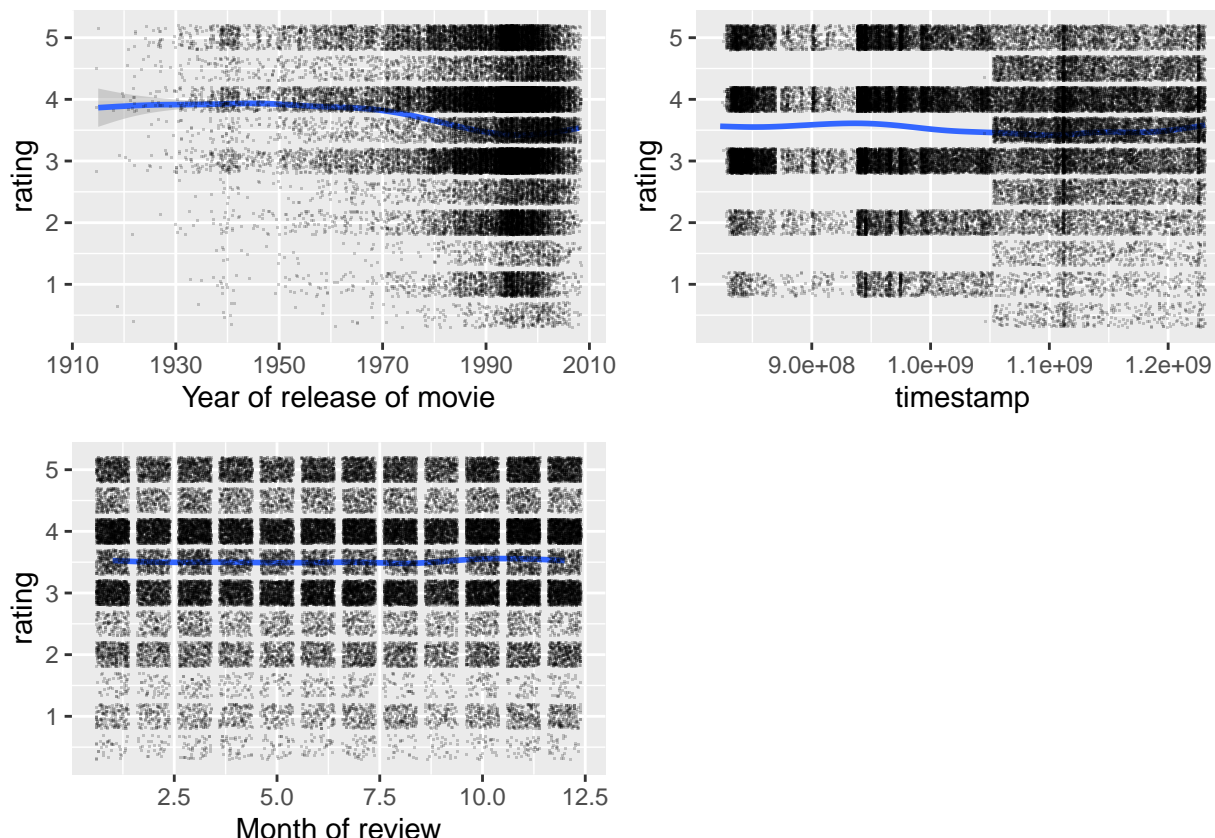 5
4
3
2
1
rating
1910 1930 1950 1970 1990 2010
Year of release of movie
5
4
3
2
1
rating
9.0e+08 1.0e+09 1.1e+09 1.2e+09
timestamp
5
4
3
2
1
rating
2.5 5.0 7.5 10.0 12.5
Month of review